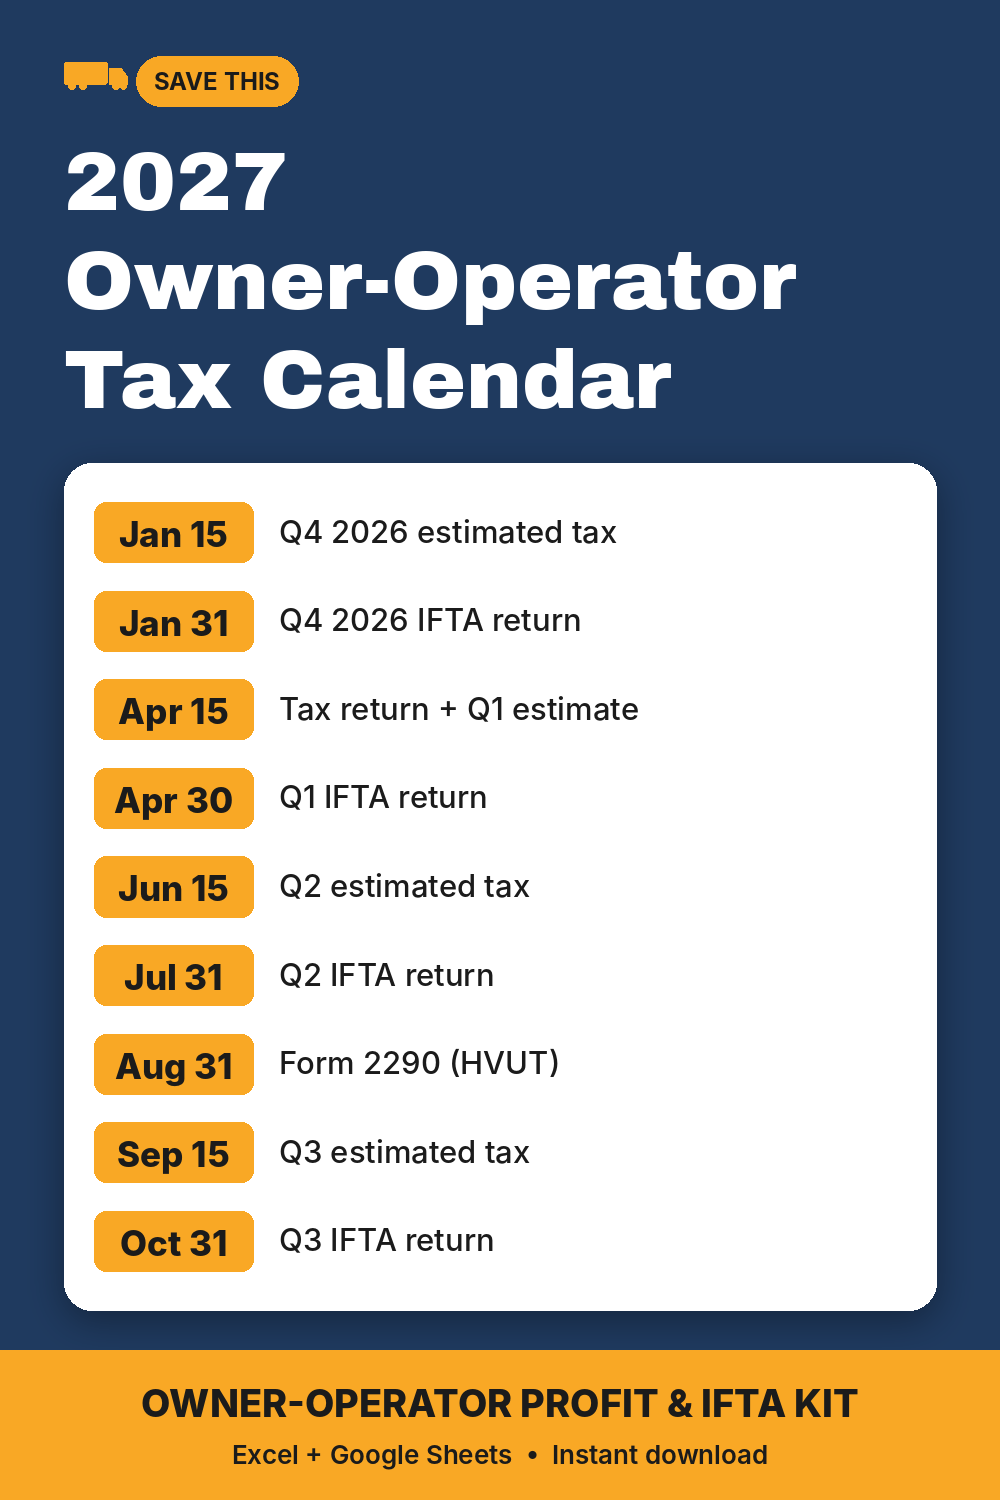 SAVE THIS
2027
Owner-Operator
Tax Calendar
Jan 15 Q4 2026 estimated tax
Jan 31 Q4 2026 IFTA return
Apr 15 Tax return + Q1 estimate
Apr 30 Q1 IFTA return
Jun 15 Q2 estimated tax
Jul 31 Q2 IFTA return
Aug 31 Form 2290 (HVUT)
Sep 15 Q3 estimated tax
Oct 31 Q3 IFTA return
OWNER-OPERATOR PROFIT & IFTA KIT
Excel + Google Sheets • Instant download